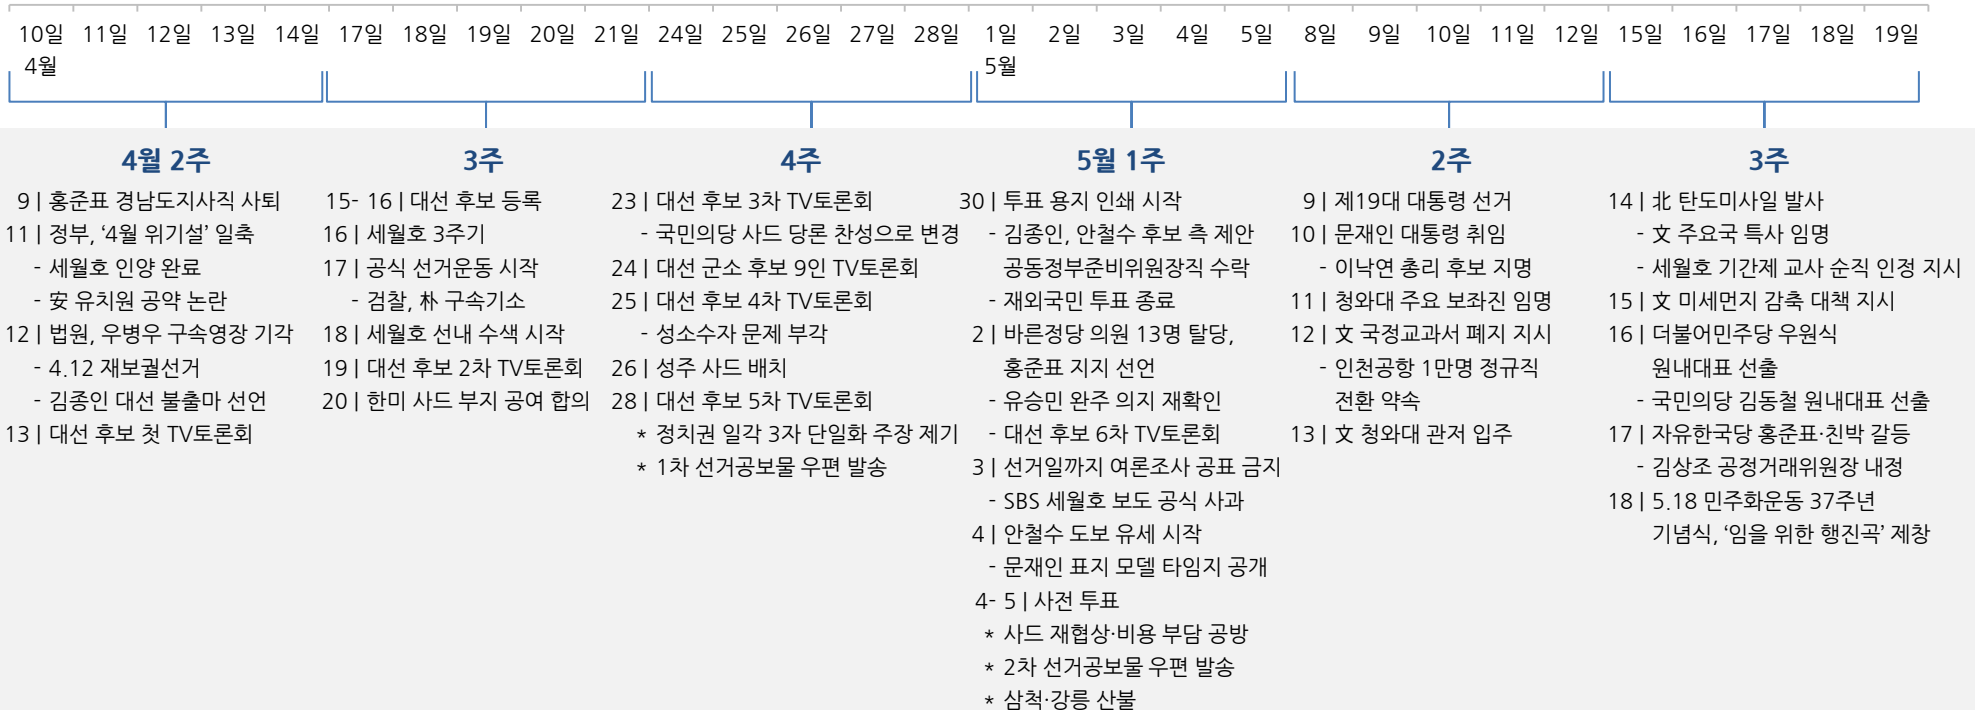 10일 11일 12일 13일 14일 17일 18일 19일 20일 21일 24일 25일 26일 27일 28일 1일 2일 3일 4일 5일 8일 9일 10일 11일 12일 15일 16일 17일 18일 19일
4월 5월
4월 2주
9 | 홍준표 경남도지사직 사퇴
11 | 정부, ‘4월 위기설’ 일축
- 세월호 인양 완료
- 安 유치원 공약 논란
12 | 법원, 우병우 구속영장 기각
- 4.12 재보궐선거
- 김종인 대선 불출마 선언
13 | 대선 후보 첫 TV토론회
3주
15- 16 | 대선 후보 등록
16 | 세월호 3주기
17 | 공식 선거운동 시작
- 검찰, 朴 구속기소
18 | 세월호 선내 수색 시작
19 | 대선 후보 2차 TV토론회
20 | 한미 사드 부지 공여 합의
4주
23 | 대선 후보 3차 TV토론회
- 국민의당 사드 당론 찬성으로 변경
24 | 대선 군소 후보 9인 TV토론회
25 | 대선 후보 4차 TV토론회
- 성소수자 문제 부각
26 | 성주 사드 배치
28 | 대선 후보 5차 TV토론회
* 정치권 일각 3자 단일화 주장 제기
* 1차 선거공보물 우편 발송
5월 1주
30 | 투표 용지 인쇄 시작
- 김종인, 안철수 후보 측 제안
공동정부준비위원장직 수락
- 재외국민 투표 종료
2 | 바른정당 의원 13명 탈당,
홍준표 지지 선언
- 유승민 완주 의지 재확인
- 대선 후보 6차 TV토론회
3 | 선거일까지 여론조사 공표 금지
- SBS 세월호 보도 공식 사과
4 | 안철수 도보 유세 시작
- 문재인 표지 모델 타임지 공개
4- 5 | 사전 투표
* 사드 재협상·비용 부담 공방
* 2차 선거공보물 우편 발송
* 삼척·강릉 산불
2주
9 | 제19대 대통령 선거
10 | 문재인 대통령 취임
- 이낙연 총리 후보 지명
11 | 청와대 주요 보좌진 임명
12 | 文 국정교과서 폐지 지시
- 인천공항 1만명 정규직
전환 약속
13 | 文 청와대 관저 입주
3주
14 | 北 탄도미사일 발사
- 文 주요국 특사 임명
- 세월호 기간제 교사 순직 인정 지시
15 | 文 미세먼지 감축 대책 지시
16 | 더불어민주당 우원식
원내대표 선출
- 국민의당 김동철 원내대표 선출
17 | 자유한국당 홍준표·친박 갈등
- 김상조 공정거래위원장 내정
18 | 5.18 민주화운동 37주년
기념식, ‘임을 위한 행진곡’ 제창